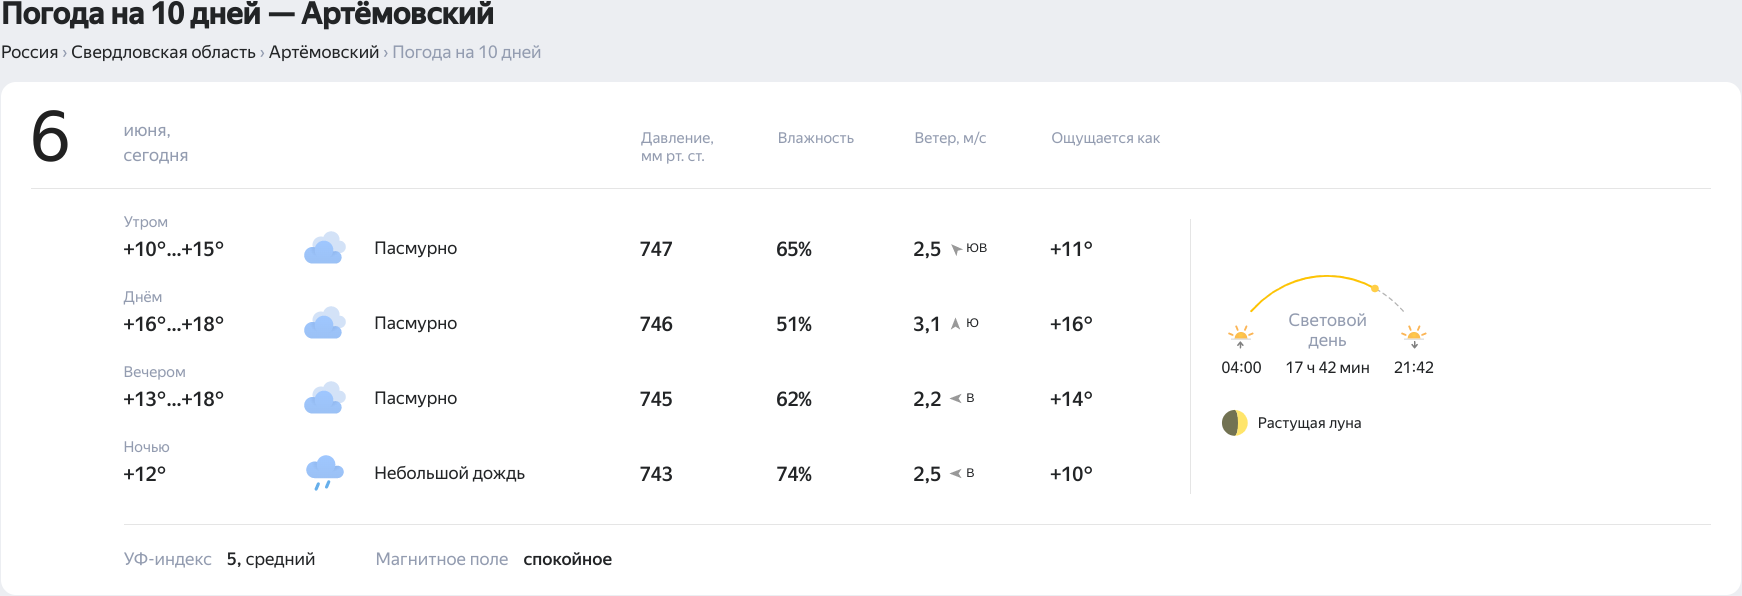 Погода на 10 дней — Артёмовский
Россия › Свердловская область › Артёмовский › Погода на 10 дней
6 июня, сегодня
Давление, мм рт. ст. Влажность Ветер, м/с Ощущается как
Утром
+10°...+15° Пасмурно 747 65% 2,5 ЮВ +11°
Днём
+16°...+18° Пасмурно 746 51% 3,1 Ю +16°
Вечером
+13°...+18° Пасмурно 745 62% 2,2 В +14°
Ночью
+12° Небольшой дождь 743 74% 2,5 В +10°
Световой
день
04:00 17 ч 42 мин 21:42
Растущая луна
УФ-индекс 5, средний Магнитное поле спокойное